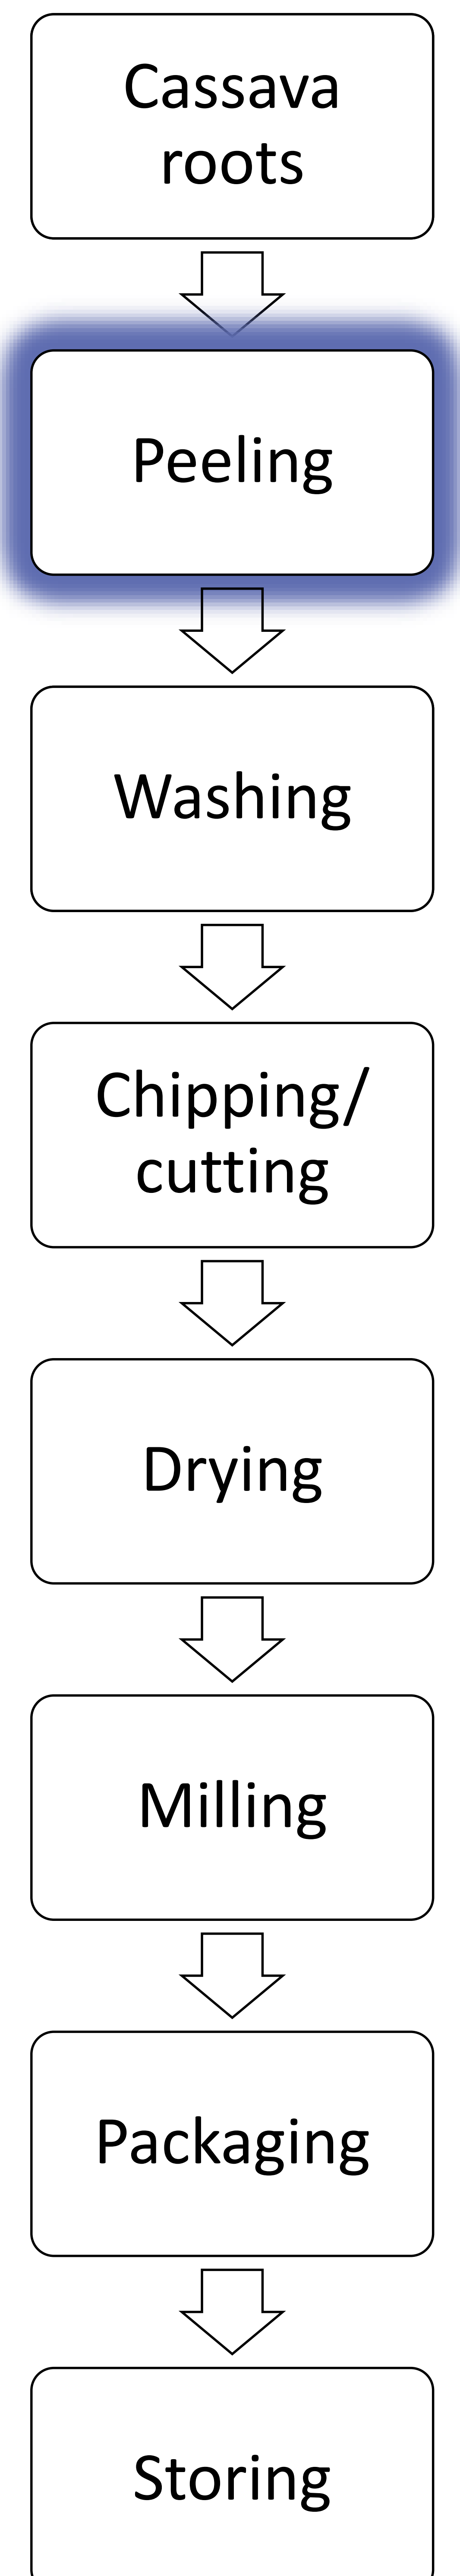 Cassava
roots
Peeling
Washing
Chipping/
cutting
Drying
Milling
Packaging
Storing